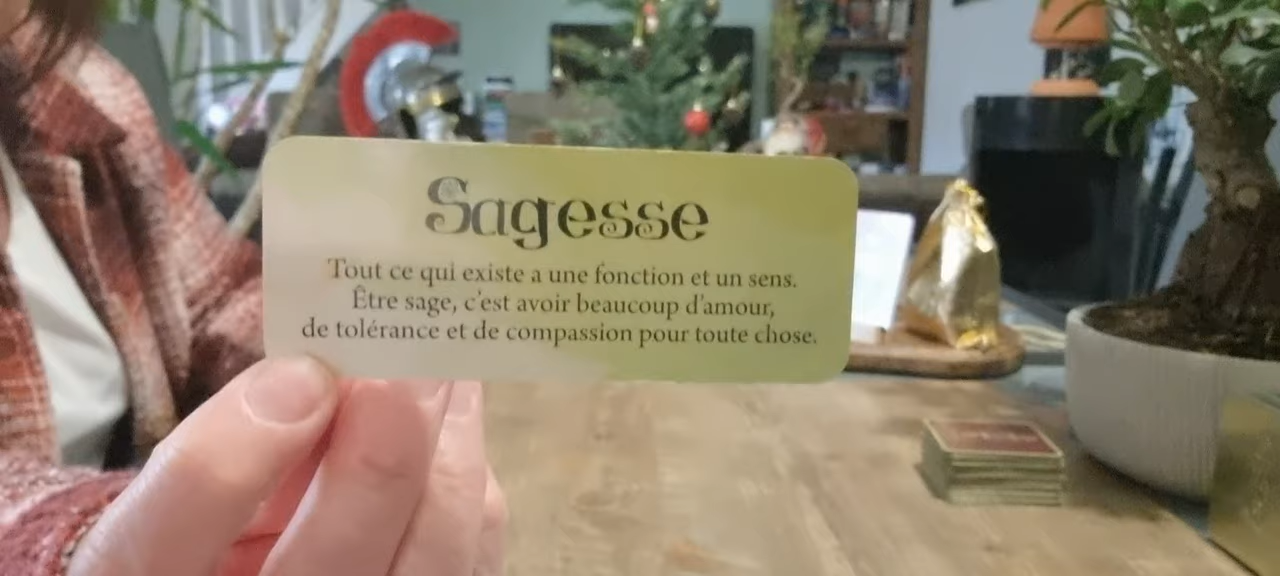 Sagesse
Tout ce qui existe a une fonction et un sens.
Être sage, c'est avoir beaucoup d'amour,
de tolérance et de compassion pour toute chose.